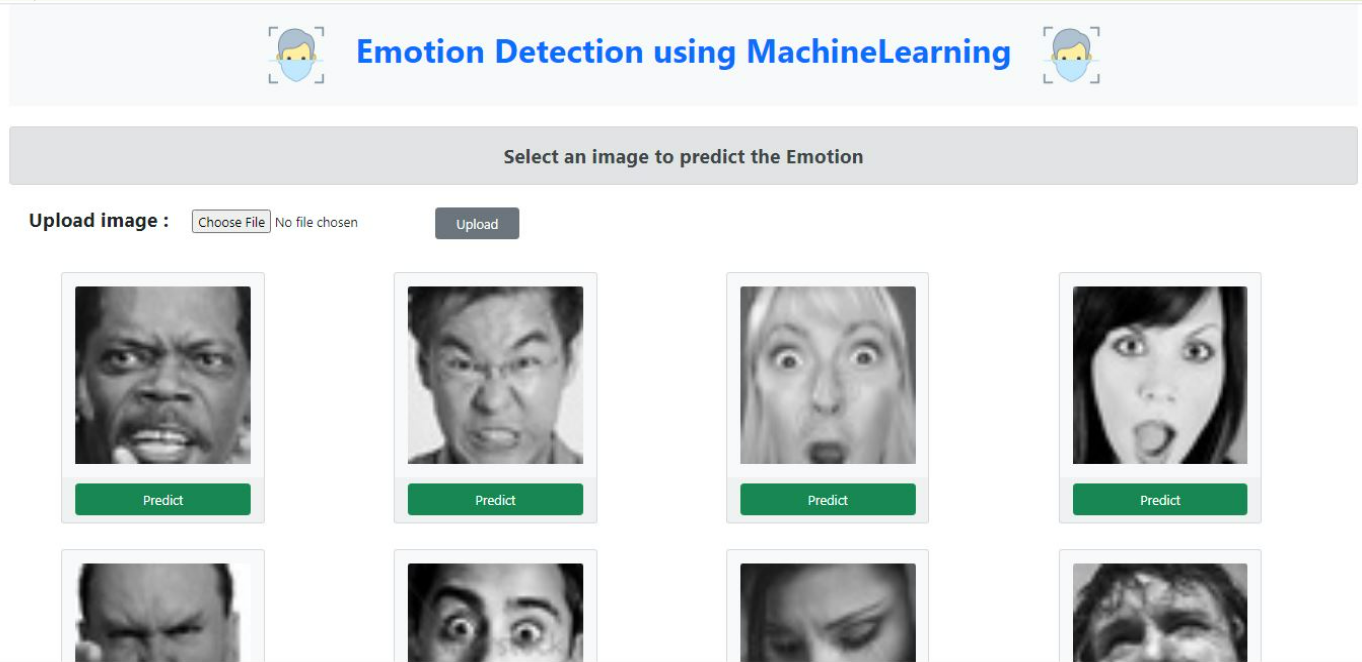 Emotion Detection using MachineLearning
Select an image to predict the Emotion
Upload image : Choose File No file chosen Upload
Predict Predict Predict Predict